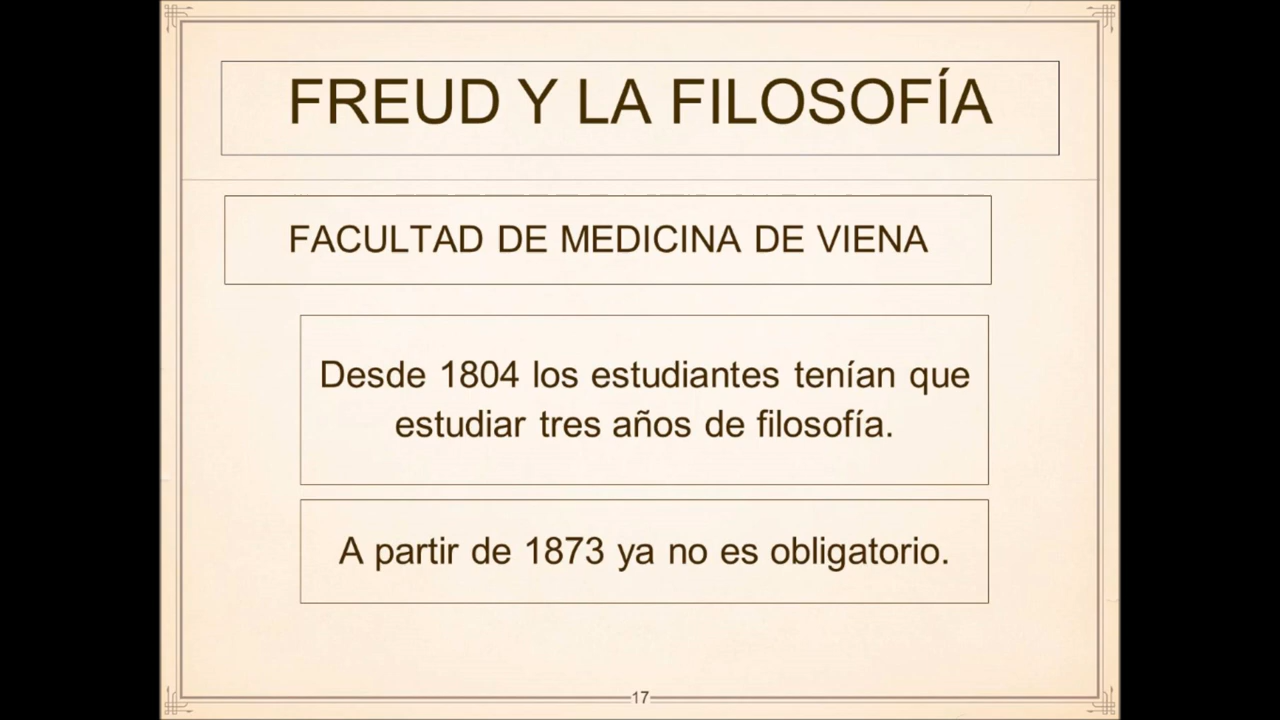 FREUD Y LA FILOSOFÍA
FACULTAD DE MEDICINA DE VIENA
Desde 1804 los estudiantes tenían que
estudiar tres años de filosofía.
A partir de 1873 ya no es obligatorio.
17